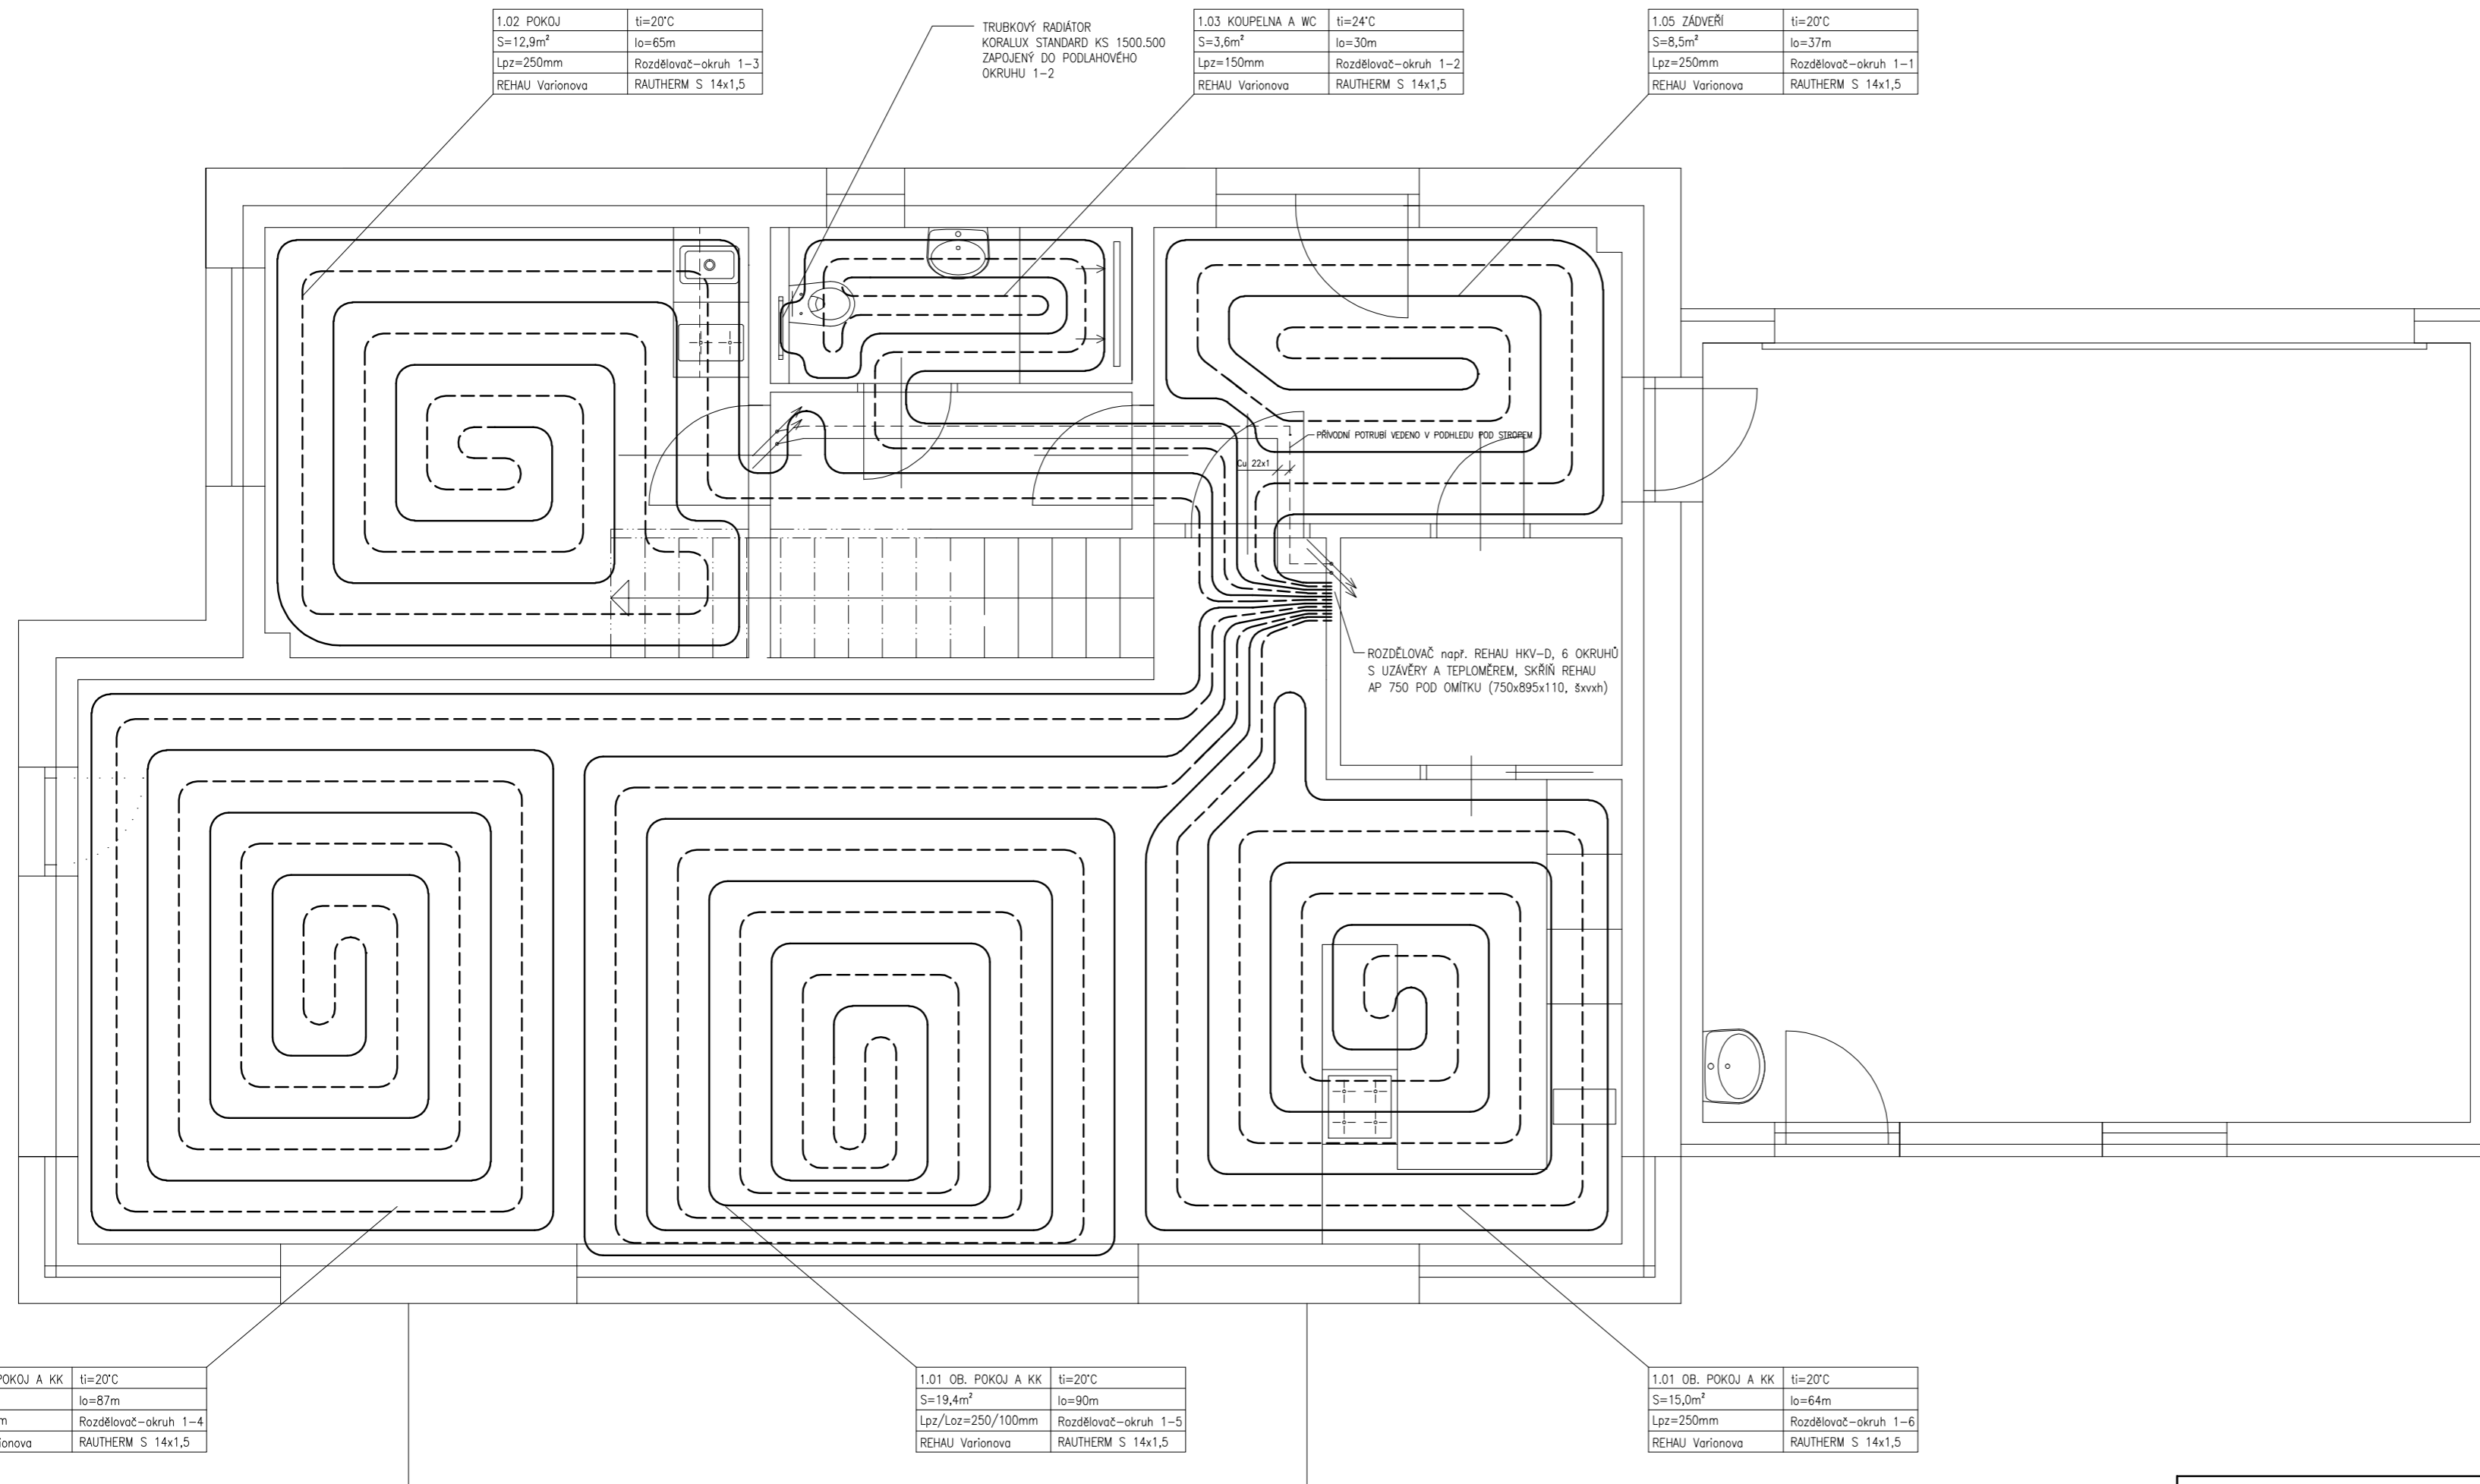 1.02 POKOJ ti=20°C
S=12,9m² lo=65m
Lpz=250mm Rozdělovač-okruh 1-3
REHAU Varionova RAUTHERM S 14x1,5
TRUBKOVÝ RADIÁTOR
KORALUX STANDARD KS 1500.500
ZAPOJENÝ DO PODLAHOVÉHO
OKRUHU 1-2
1.03 KOUPELNA A WC ti=24°C
S=3,6m² lo=30m
Lpz=150mm Rozdělovač-okruh 1-2
REHAU Varionova RAUTHERM S 14x1,5
1.05 ZÁDVEŘÍ ti=20°C
S=8,5m² lo=37m
Lpz=250mm Rozdělovač-okruh 1-1
REHAU Varionova RAUTHERM S 14x1,5
PŘÍVODNÍ POTRUBÍ VEDENO V PODHLEDU POD STROPEM
Cu 22x1
ROZDĚLOVAČ např. REHAU HKV-D, 6 OKRUHŮ
S UZÁVĚRY A TEPLOMĚREM, SKŘÍŇ REHAU
AP 750 POD OMÍTKU (750x895x110, šxvxh)
POKOJ A KK ti=20°C
lo=87m
m Rozdělovač-okruh 1-4
ionova RAUTHERM S 14x1,5
1.01 OB. POKOJ A KK ti=20°C
S=19,4m² lo=90m
Lpz/Loz=250/100mm Rozdělovač-okruh 1-5
REHAU Varionova RAUTHERM S 14x1,5
1.01 OB. POKOJ A KK ti=20°C
S=15,0m² lo=64m
Lpz=250mm Rozdělovač-okruh 1-6
REHAU Varionova RAUTHERM S 14x1,5